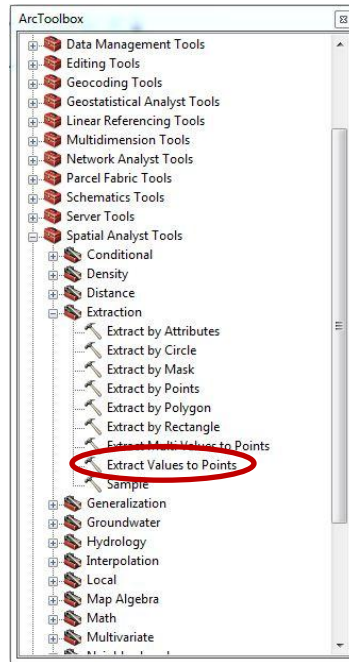 ArcToolbox
Data Management Tools
Editing Tools
Geocoding Tools
Geostatistical Analyst Tools
Linear Referencing Tools
Multidimension Tools
Network Analyst Tools
Parcel Fabric Tools
Schematics Tools
Server Tools
Spatial Analyst Tools
Conditional
Density
Distance
Extraction
Extract by Attributes
Extract by Circle
Extract by Mask
Extract by Points
Extract by Polygon
Extract by Rectangle
Extract Multi Values to Points
Extract Values to Points
Sample
Generalization
Groundwater
Hydrology
Interpolation
Local
Map Algebra
Math
Multivariate